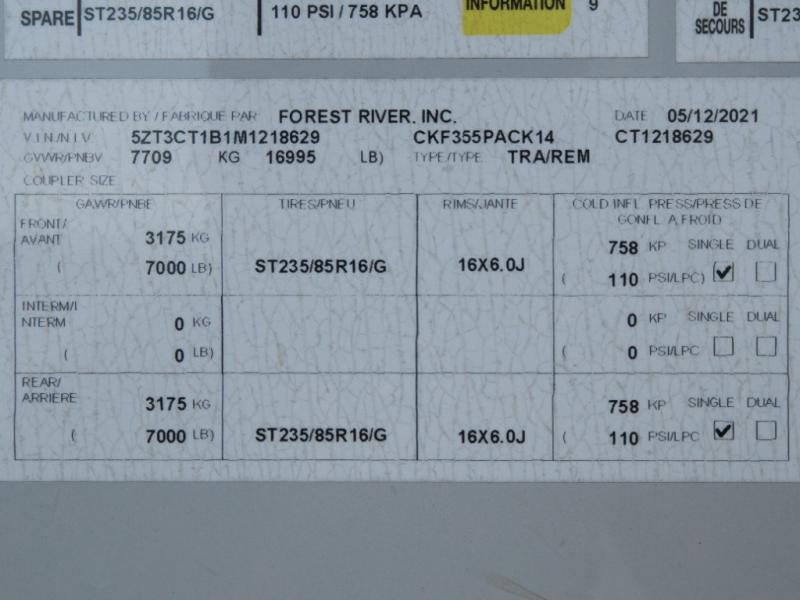 SPARE ST235/85R16/G 110 PSI / 758 KPA INFORMATION 9 DE SECOURS
MANUFACTURED BY / FABRIQUE PAR FOREST RIVER. INC. DATE 05/12/2021
V.I.N./N.I.V. 5ZT3CT1B1M1218629 CKF355PACK14 CT1218629
GVWR/PNBV 7709 KG 16995 LB) TYPE/TYPE TRA/REM
COUPLER SIZE
GAWR/PNBE TIRES/PNEU RIMS/JANTE COLD INFL. PRESS/PRESS DE
GONFL A FROID
FRONT/
AVANT 3175 KG 758 KP SINGLE DUAL
( 7000 LB) ST235/85R16/G 16X6.0J ( 110 PSI/LPC)
INTERM/I
NTERM 0 KG 0 KP SINGLE DUAL
( 0 LB) ( 0 PSI/LPC
REAR/
ARRIÈRE 3175 KG 758 KP SINGLE DUAL
( 7000 LB) ST235/85R16/G 16X6.0J ( 110 PSI/LPC